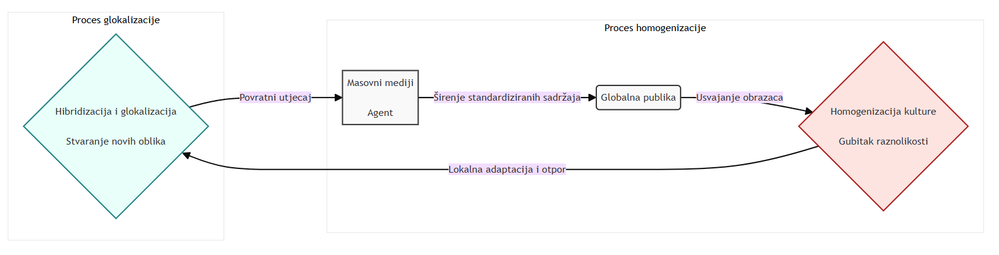 Proces glokalizacije
Hibridizacija i glokalizacija
Stvaranje novih oblika
Povratni utjecaj
Proces homogenizacije
Masovni mediji
Agent
Širenje standardiziranih sadržaja
Globalna publika
Usvajanje obrazaca
Homogenizacija kulture
Gubitak raznolikosti
Lokalna adaptacija i otpor